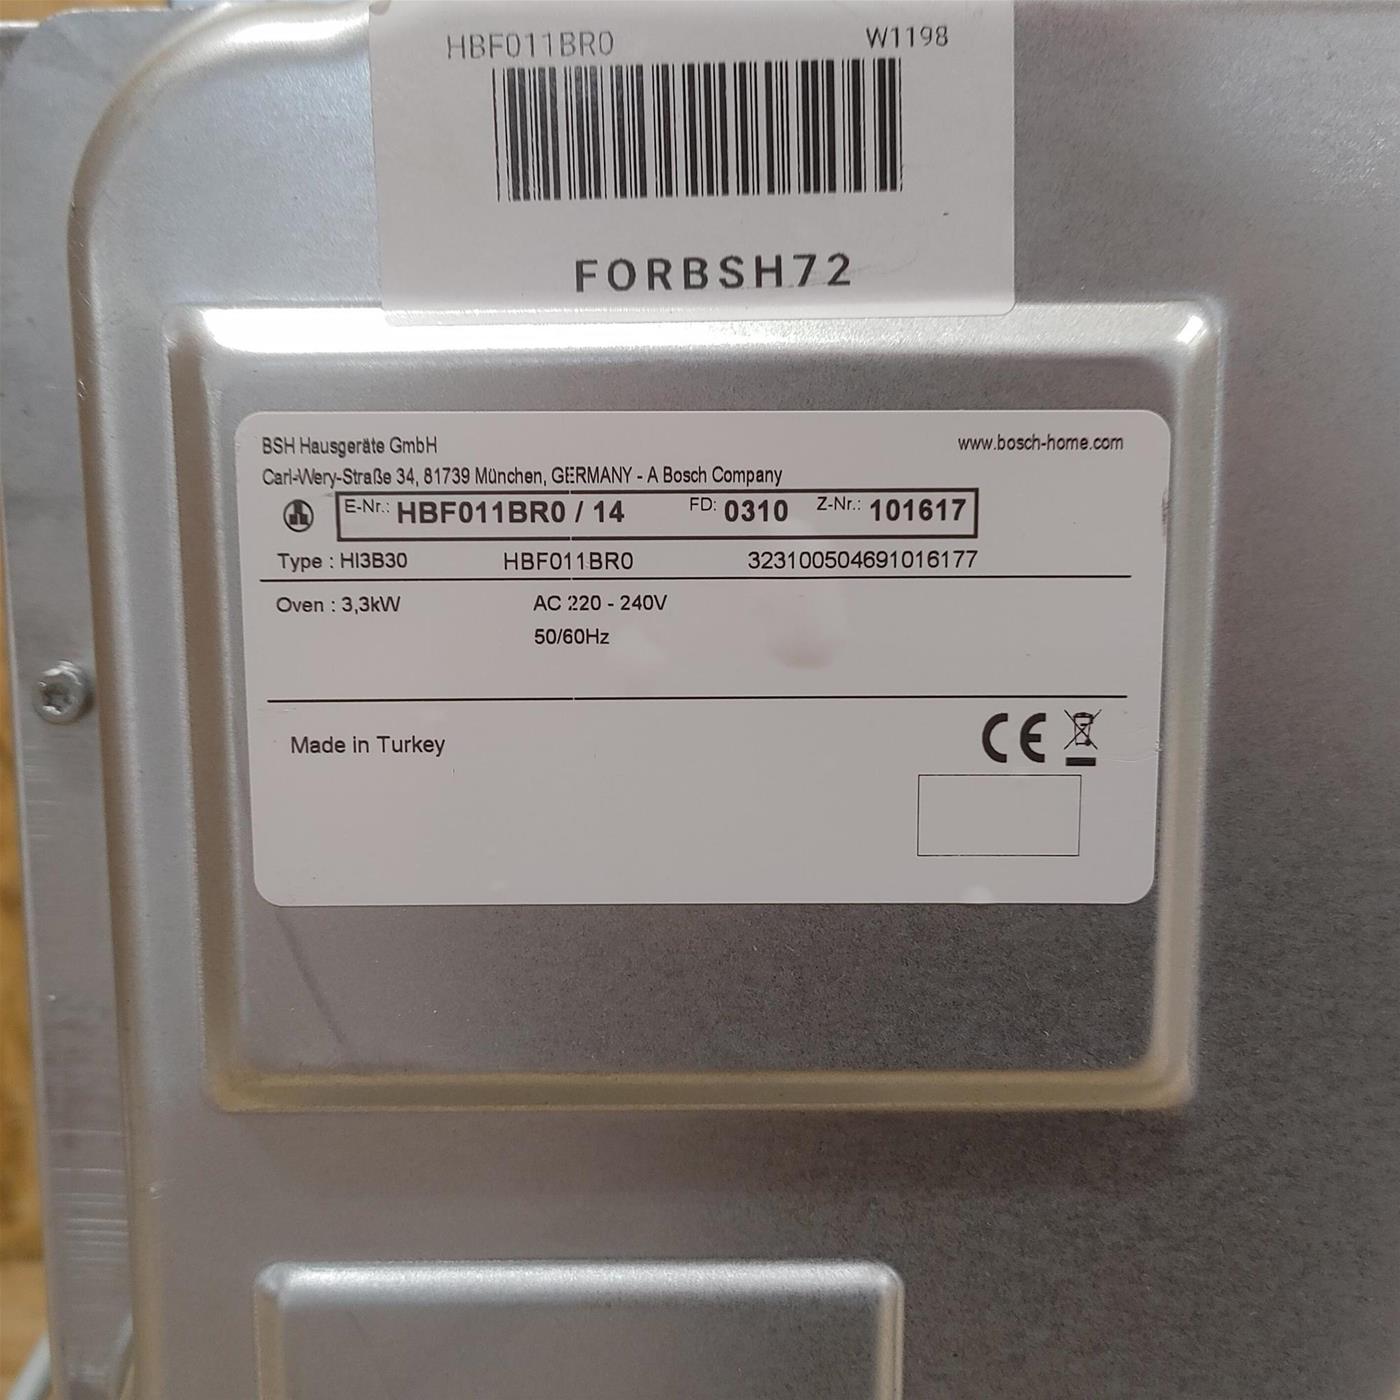 HBF011BR0 W1198
FORBSH72
BSH Hausgeräte GmbH www.bosch-home.com
Carl-Wery-Straße 34, 81739 München, GERMANY - A Bosch Company
E-Nr.: HBF011BR0 / 14 FD: 0310 Z-Nr.: 101617
Type : HI3B30 HBF011BR0 323100504691016177
Oven : 3,3kW AC 220 - 240V
50/60Hz
Made in Turkey CE